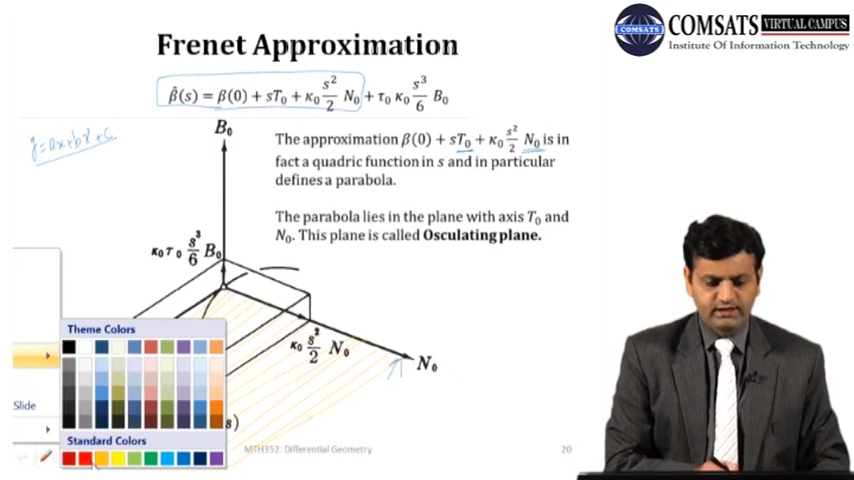 COMSATS VIRTUAL CAMPUS
Institute Of Information Technology
Frenet Approximation
β̂(s) = β(0) + sT₀ + κ₀ s²/2 N₀ + τ₀ κ₀ s³/6 B₀
y=ax+bx²+c
B₀
The approximation β(0) + sT₀ + κ₀ s²/2 N₀ is in
fact a quadric function in s and in particular
defines a parabola.
The parabola lies in the plane with axis T₀ and
N₀. This plane is called Osculating plane.
κ₀ τ₀ s³/6 B₀
Theme Colors
κ₀ s²/2 N₀
N₀
Slide
s)
Standard Colors
MTH352: Differential Geometry
20